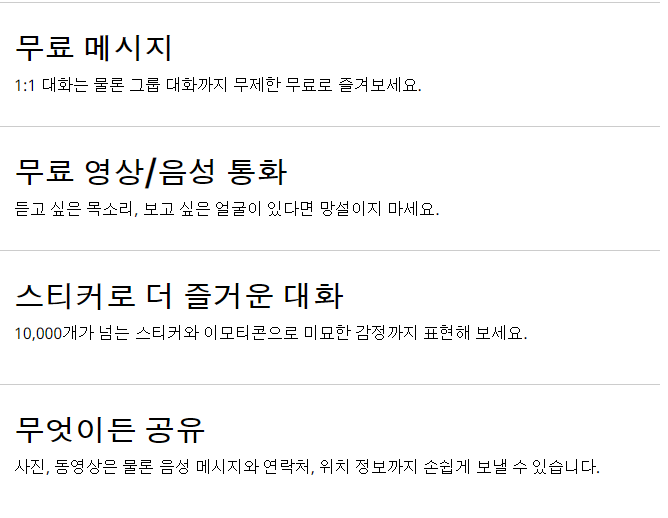 무료 메시지
1:1 대화는 물론 그룹 대화까지 무제한 무료로 즐겨보세요.
무료 영상/음성 통화
듣고 싶은 목소리, 보고 싶은 얼굴이 있다면 망설이지 마세요.
스티커로 더 즐거운 대화
10,000개가 넘는 스티커와 이모티콘으로 미묘한 감정까지 표현해 보세요.
무엇이든 공유
사진, 동영상은 물론 음성 메시지와 연락처, 위치 정보까지 손쉽게 보낼 수 있습니다.